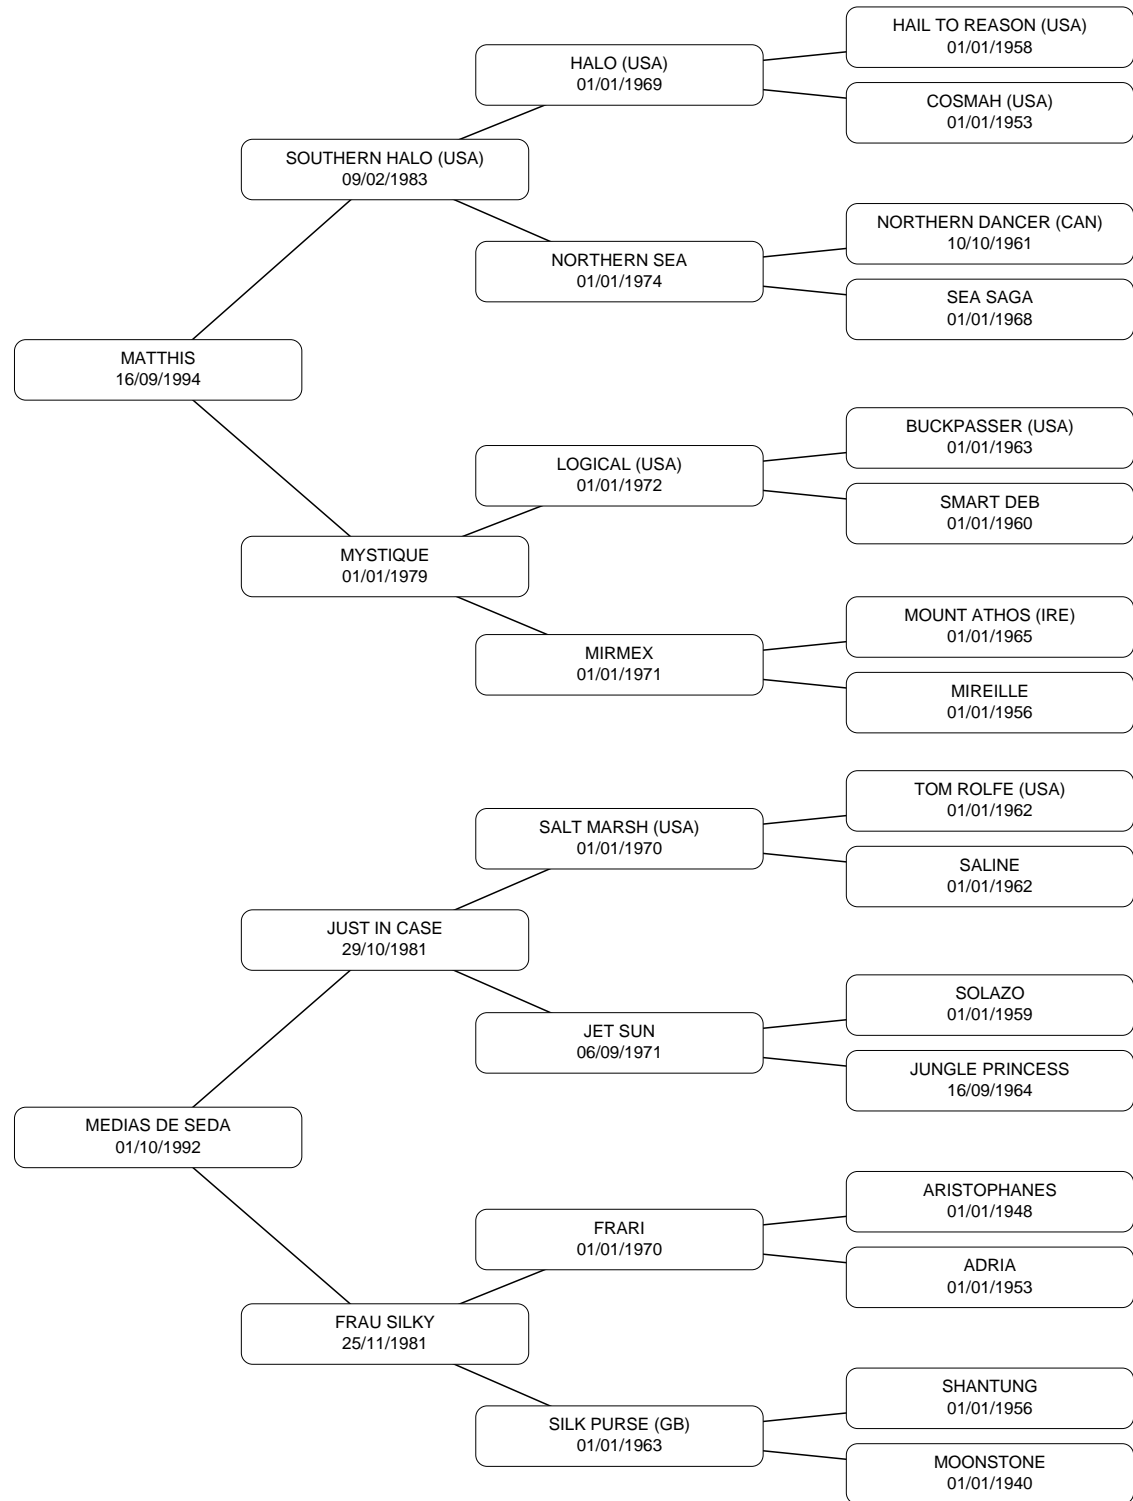 HAIL TO REASON (USA)
01/01/1958
HALO (USA)
01/01/1969
COSMAH (USA)
01/01/1953
SOUTHERN HALO (USA)
09/02/1983
NORTHERN DANCER (CAN)
10/10/1961
NORTHERN SEA
01/01/1974
SEA SAGA
01/01/1968
MATTHIS
16/09/1994
BUCKPASSER (USA)
01/01/1963
LOGICAL (USA)
01/01/1972
SMART DEB
01/01/1960
MYSTIQUE
01/01/1979
MOUNT ATHOS (IRE)
01/01/1965
MIRMEX
01/01/1971
MIREILLE
01/01/1956
TOM ROLFE (USA)
01/01/1962
SALT MARSH (USA)
01/01/1970
SALINE
01/01/1962
JUST IN CASE
29/10/1981
SOLAZO
01/01/1959
JET SUN
06/09/1971
JUNGLE PRINCESS
16/09/1964
MEDIAS DE SEDA
01/10/1992
ARISTOPHANES
01/01/1948
FRARI
01/01/1970
ADRIA
01/01/1953
FRAU SILKY
25/11/1981
SHANTUNG
01/01/1956
SILK PURSE (GB)
01/01/1963
MOONSTONE
01/01/1940